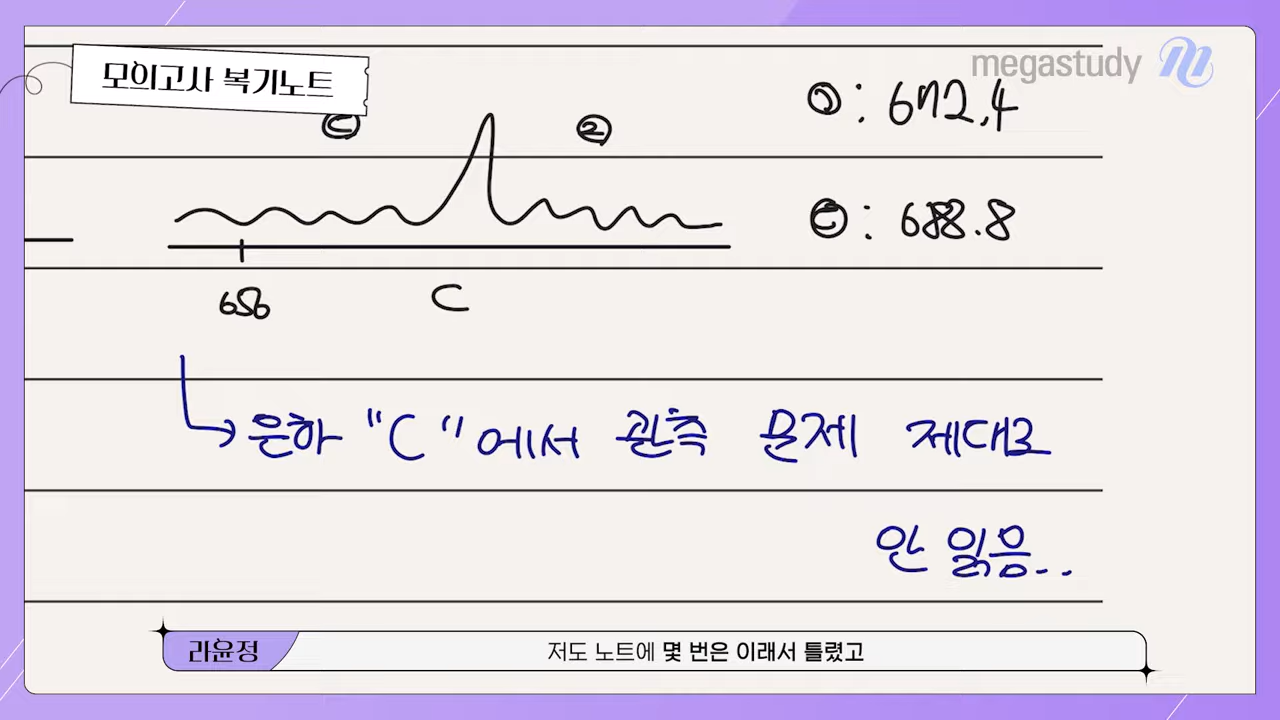 모의고사 복기노트
megastudy
②
①: 672.4
: 688.8
656
C
은하 "C"에서 관측 문제 제대로
안 읽음..
라윤정
저도 노트에 몇 번은 이래서 틀렸고